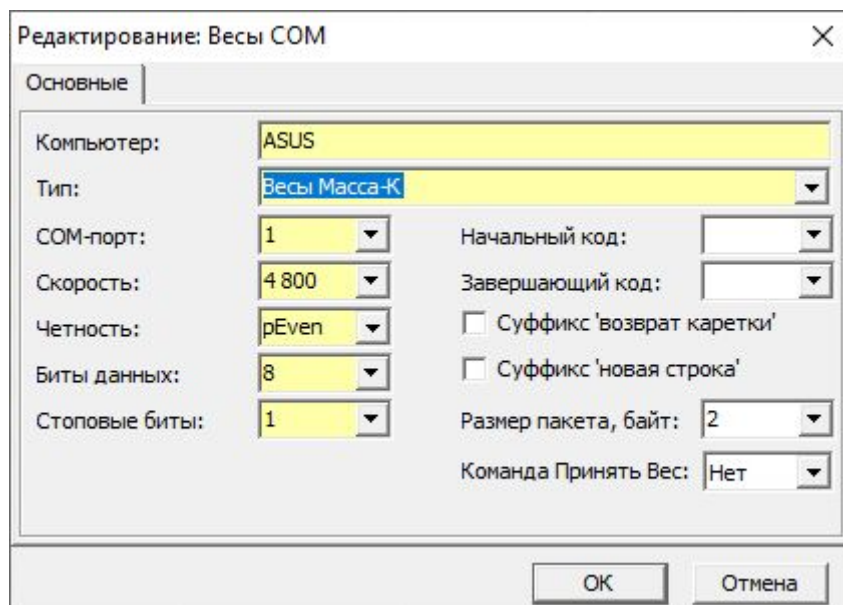 Редактирование: Весы COM
Основные
Компьютер: ASUS
Тип: Весы Масса-К
COM-порт: 1 Начальный код:
Скорость: 4 800 Завершающий код:
Четность: pEven Суффикс 'возврат каретки'
Биты данных: 8 Суффикс 'новая строка'
Стоповые биты: 1 Размер пакета, байт: 2
Команда Принять Вес: Нет
OK Отмена